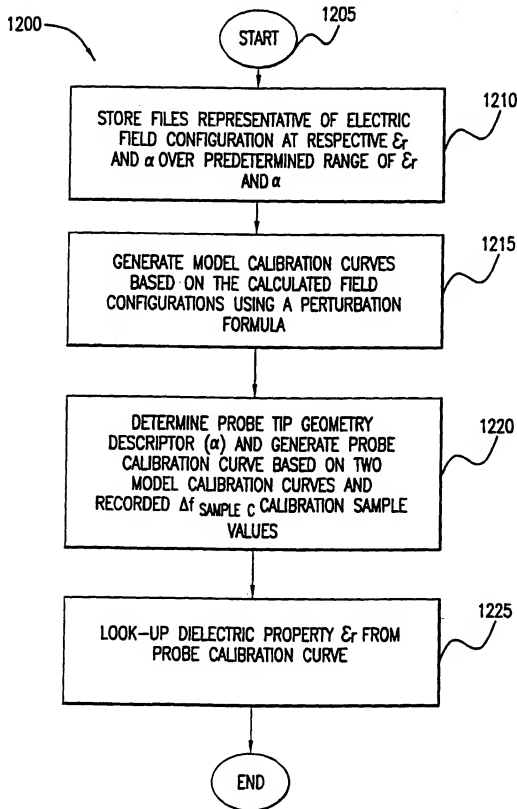 1200
START
1205
STORE FILES REPRESENTATIVE OF ELECTRIC
FIELD CONFIGURATION AT RESPECTIVE Ɛr
AND α OVER PREDETERMINED RANGE OF Ɛr
AND α
1210
GENERATE MODEL CALIBRATION CURVES
BASED ON THE CALCULATED FIELD
CONFIGURATIONS USING A PERTURBATION
FORMULA
1215
DETERMINE PROBE TIP GEOMETRY
DESCRIPTOR (α) AND GENERATE PROBE
CALIBRATION CURVE BASED ON TWO
MODEL CALIBRATION CURVES AND
RECORDED Δf SAMPLE C CALIBRATION SAMPLE
VALUES
1220
LOOK-UP DIELECTRIC PROPERTY Ɛr FROM
PROBE CALIBRATION CURVE
1225
END